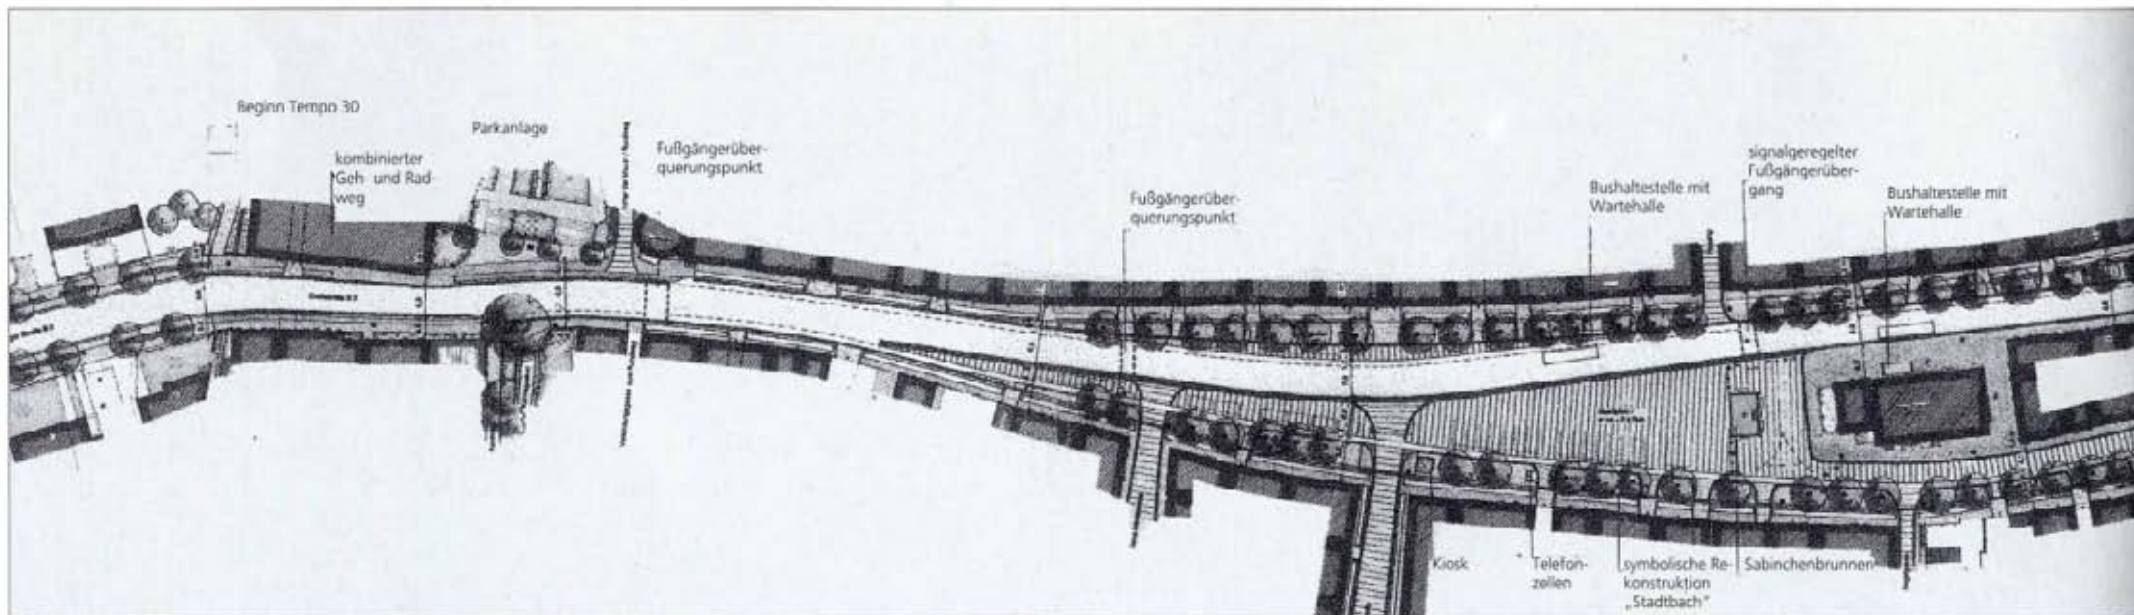 Beginn Tempo 30
kombinierter
Geh- und Rad-
weg
Parkanlage
Fußgängerüber-
querungspunkt
Fußgängerüber-
querungspunkt
Bushaltestelle mit
Wartehalle
signalgeregelter
Fußgängerüber-
gang
Bushaltestelle mit
Wartehalle
Kiosk
Telefon-
zellen
symbolische Re-
konstruktion
„Stadtbach"
Sabinchenbrunnen